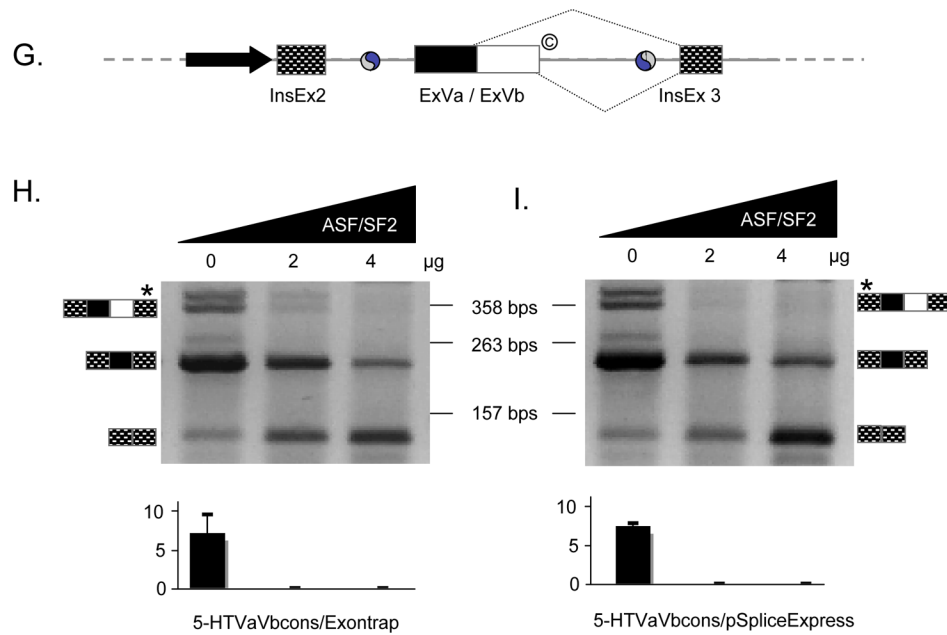 G.
©
InsEx2
ExVa / ExVb
InsEx 3
H.
ASF/SF2
0 2 4 µg
*
358 bps
263 bps
157 bps
10
5
0
5-HTVaVbcons/Exontrap
I.
ASF/SF2
0 2 4 µg
*
10
5
0
5-HTVaVbcons/pSpliceExpress